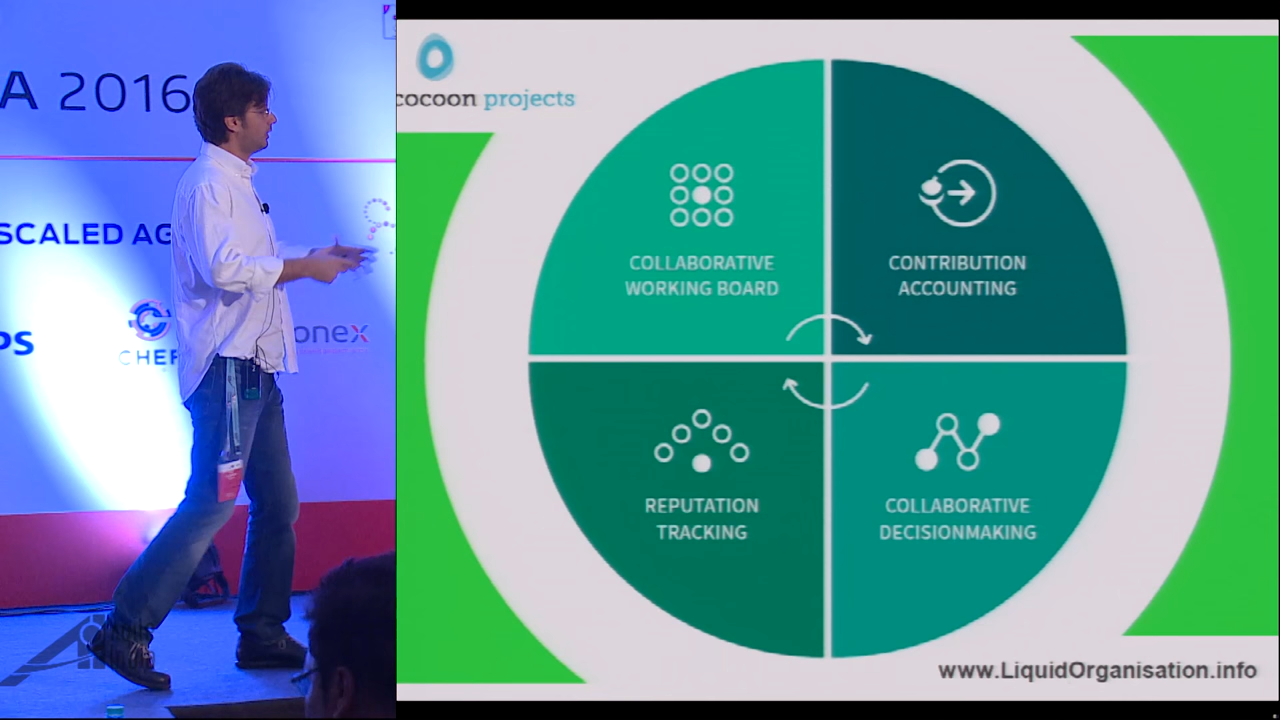 A 2016
SCALED AG
PS
CHEF
onex
cocoon projects
COLLABORATIVE
WORKING BOARD
CONTRIBUTION
ACCOUNTING
REPUTATION
TRACKING
COLLABORATIVE
DECISIONMAKING
www.LiquidOrganisation.info